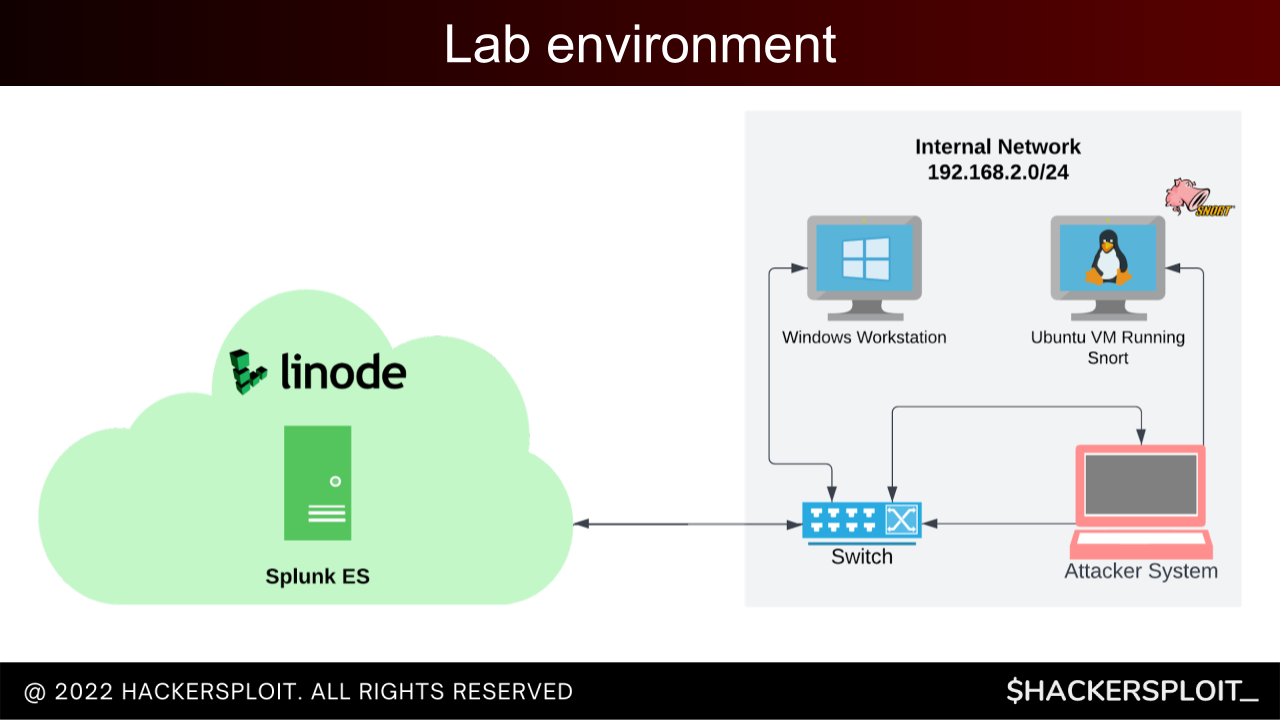 Lab environment
Internal Network
192.168.2.0/24
SNORT
Windows Workstation
Ubuntu VM Running
Snort
linode
Splunk ES
Switch
Attacker System
@ 2022 HACKERSPLOIT. ALL RIGHTS RESERVED
$HACKERSPLOIT_